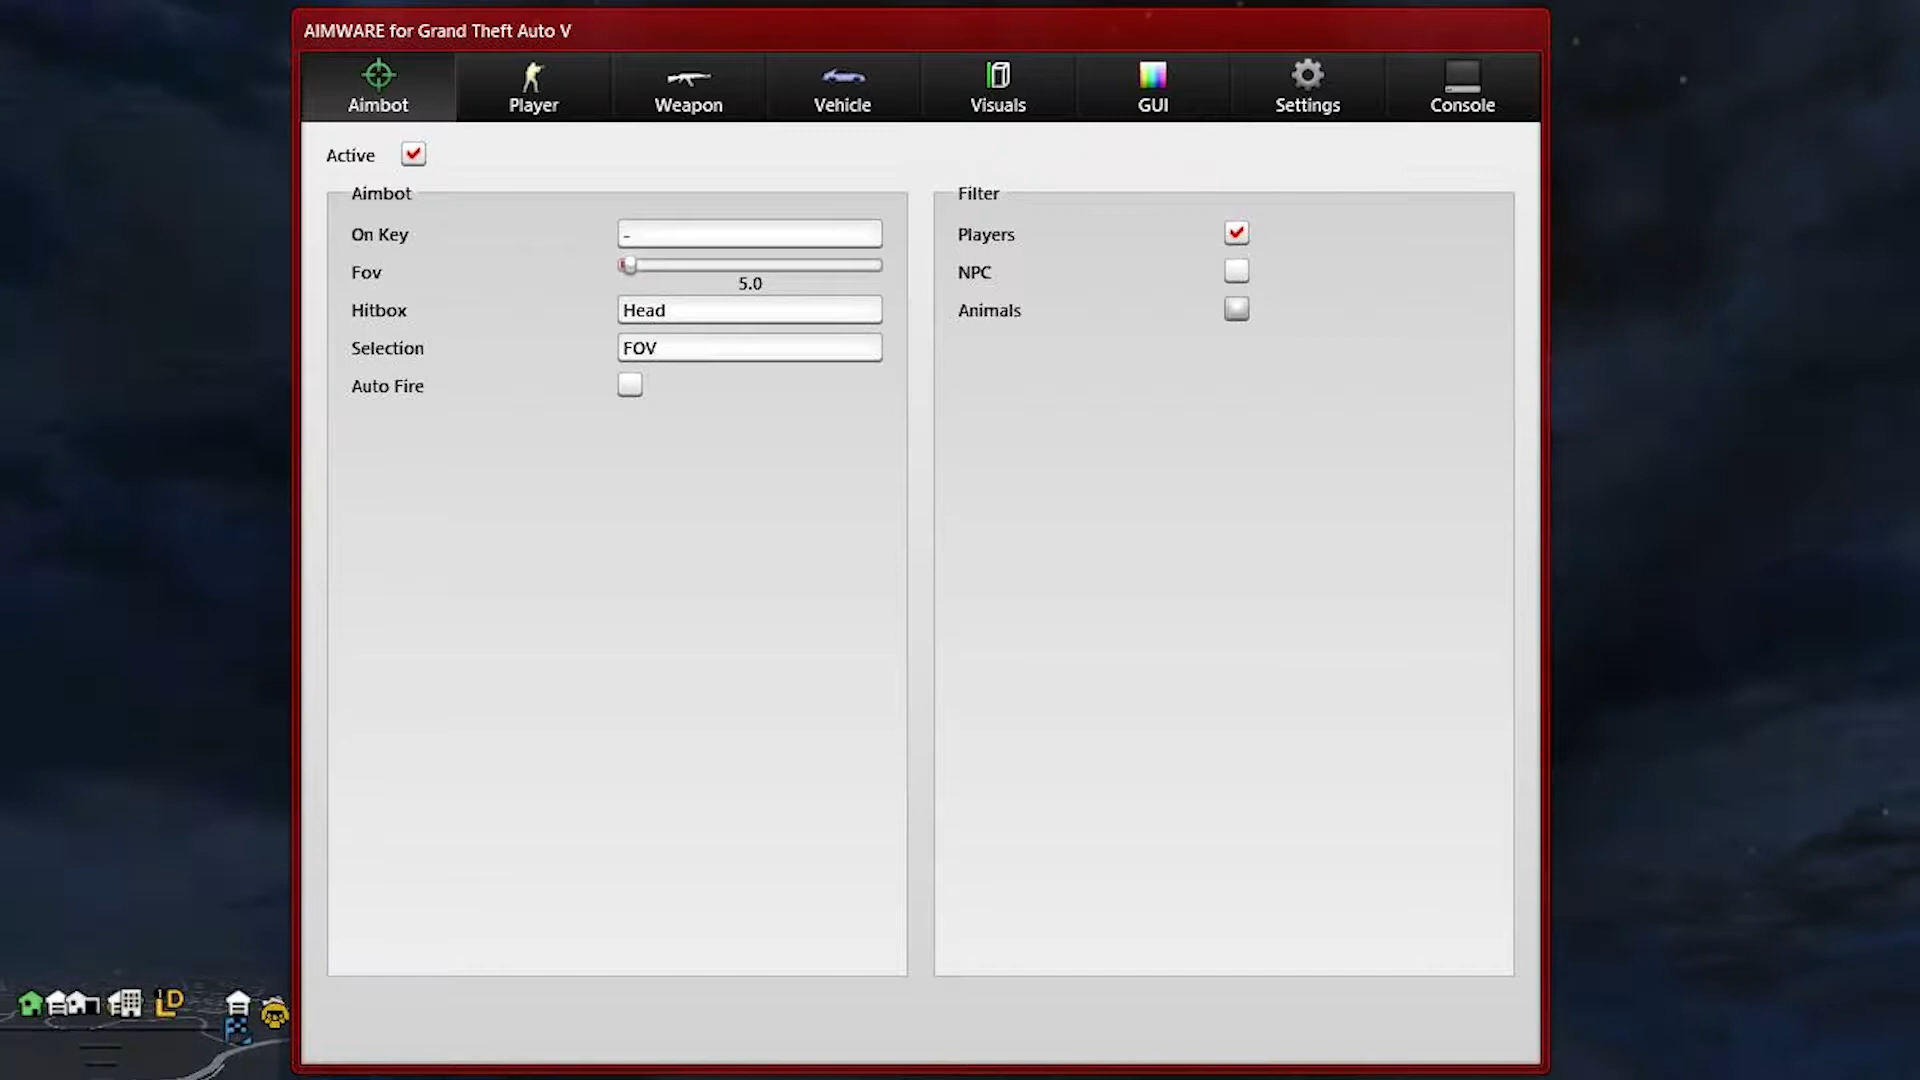 AIMWARE for Grand Theft Auto V
Aimbot Player Weapon Vehicle Visuals GUI Settings Console
Active
Aimbot
On Key -
Fov
5.0
Hitbox Head
Selection FOV
Auto Fire
Filter
Players
NPC
Animals
LD